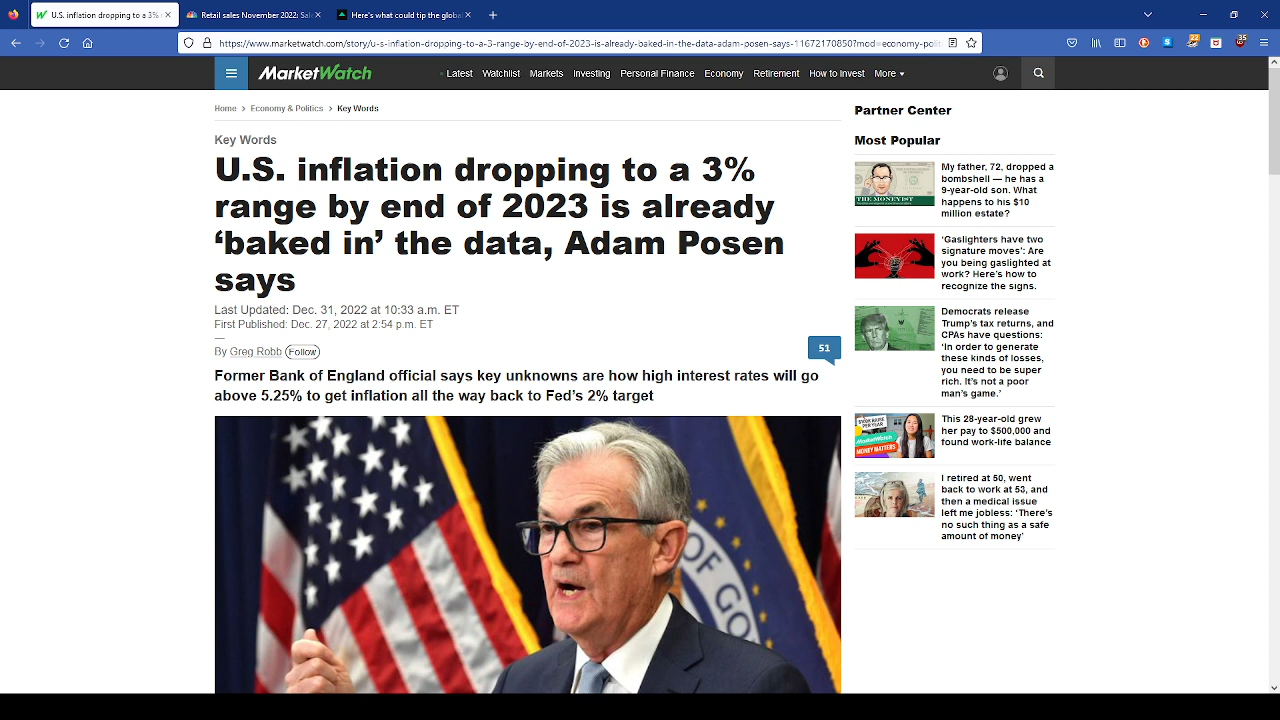 U.S. inflation dropping to a 3%
Retail sales November 2022: Sal
Here's what could tip the global
https://www.marketwatch.com/story/u-s-inflation-dropping-to-a-3-range-by-end-of-2023-is-already-baked-in-the-data-adam-posen-says-11672170850?mod=economy-poli
22
35
MarketWatch
Latest Watchlist Markets Investing Personal Finance Economy Retirement How to Invest More
Home > Economy & Politics > Key Words
Key Words
U.S. inflation dropping to a 3%
range by end of 2023 is already
‘baked in’ the data, Adam Posen
says
Last Updated: Dec. 31, 2022 at 10:33 a.m. ET
First Published: Dec. 27, 2022 at 2:54 p.m. ET
By Greg Robb Follow
51
Former Bank of England official says key unknowns are how high interest rates will go
above 5.25% to get inflation all the way back to Fed’s 2% target
OF GO
Partner Center
Most Popular
THE MONEYIST
My father, 72, dropped a
bombshell — he has a
9-year-old son. What
happens to his $10
million estate?
‘Gaslighters have two
signature moves’: Are
you being gaslighted at
work? Here’s how to
recognize the signs.
Democrats release
Trump’s tax returns, and
CPAs have questions:
‘In order to generate
these kinds of losses,
you need to be super
rich. It’s not a poor
man’s game.’
MarketWatch
MONEY MATTERS
This 28-year-old grew
her pay to $500,000 and
found work-life balance
I retired at 50, went
back to work at 53, and
then a medical issue
left me jobless: ‘There’s
no such thing as a safe
amount of money’